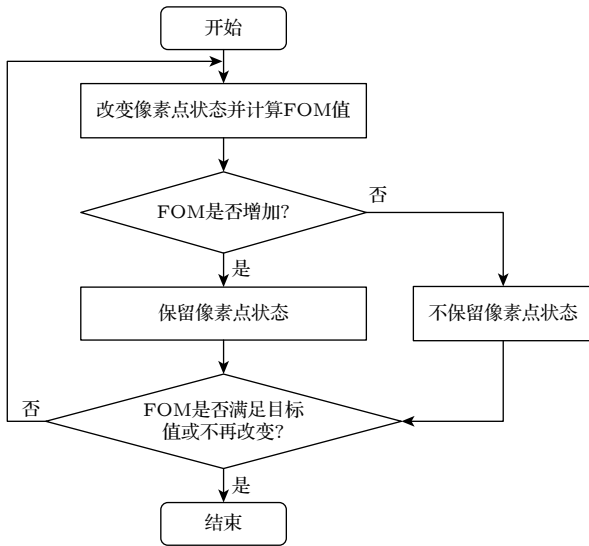 开始
改变像素点状态并计算FOM值
FOM是否增加?
否
是
保留像素点状态
不保留像素点状态
FOM是否满足目标
值或不再改变?
否
是
结束